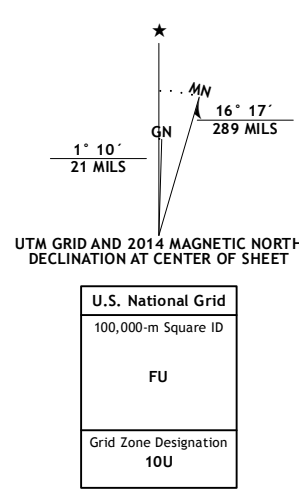 ★
MN
GN
16° 17´
289 MILS
1° 10´
21 MILS
UTM GRID AND 2014 MAGNETIC NORTH
DECLINATION AT CENTER OF SHEET
U.S. National Grid
100,000-m Square ID
FU
Grid Zone Designation
10U